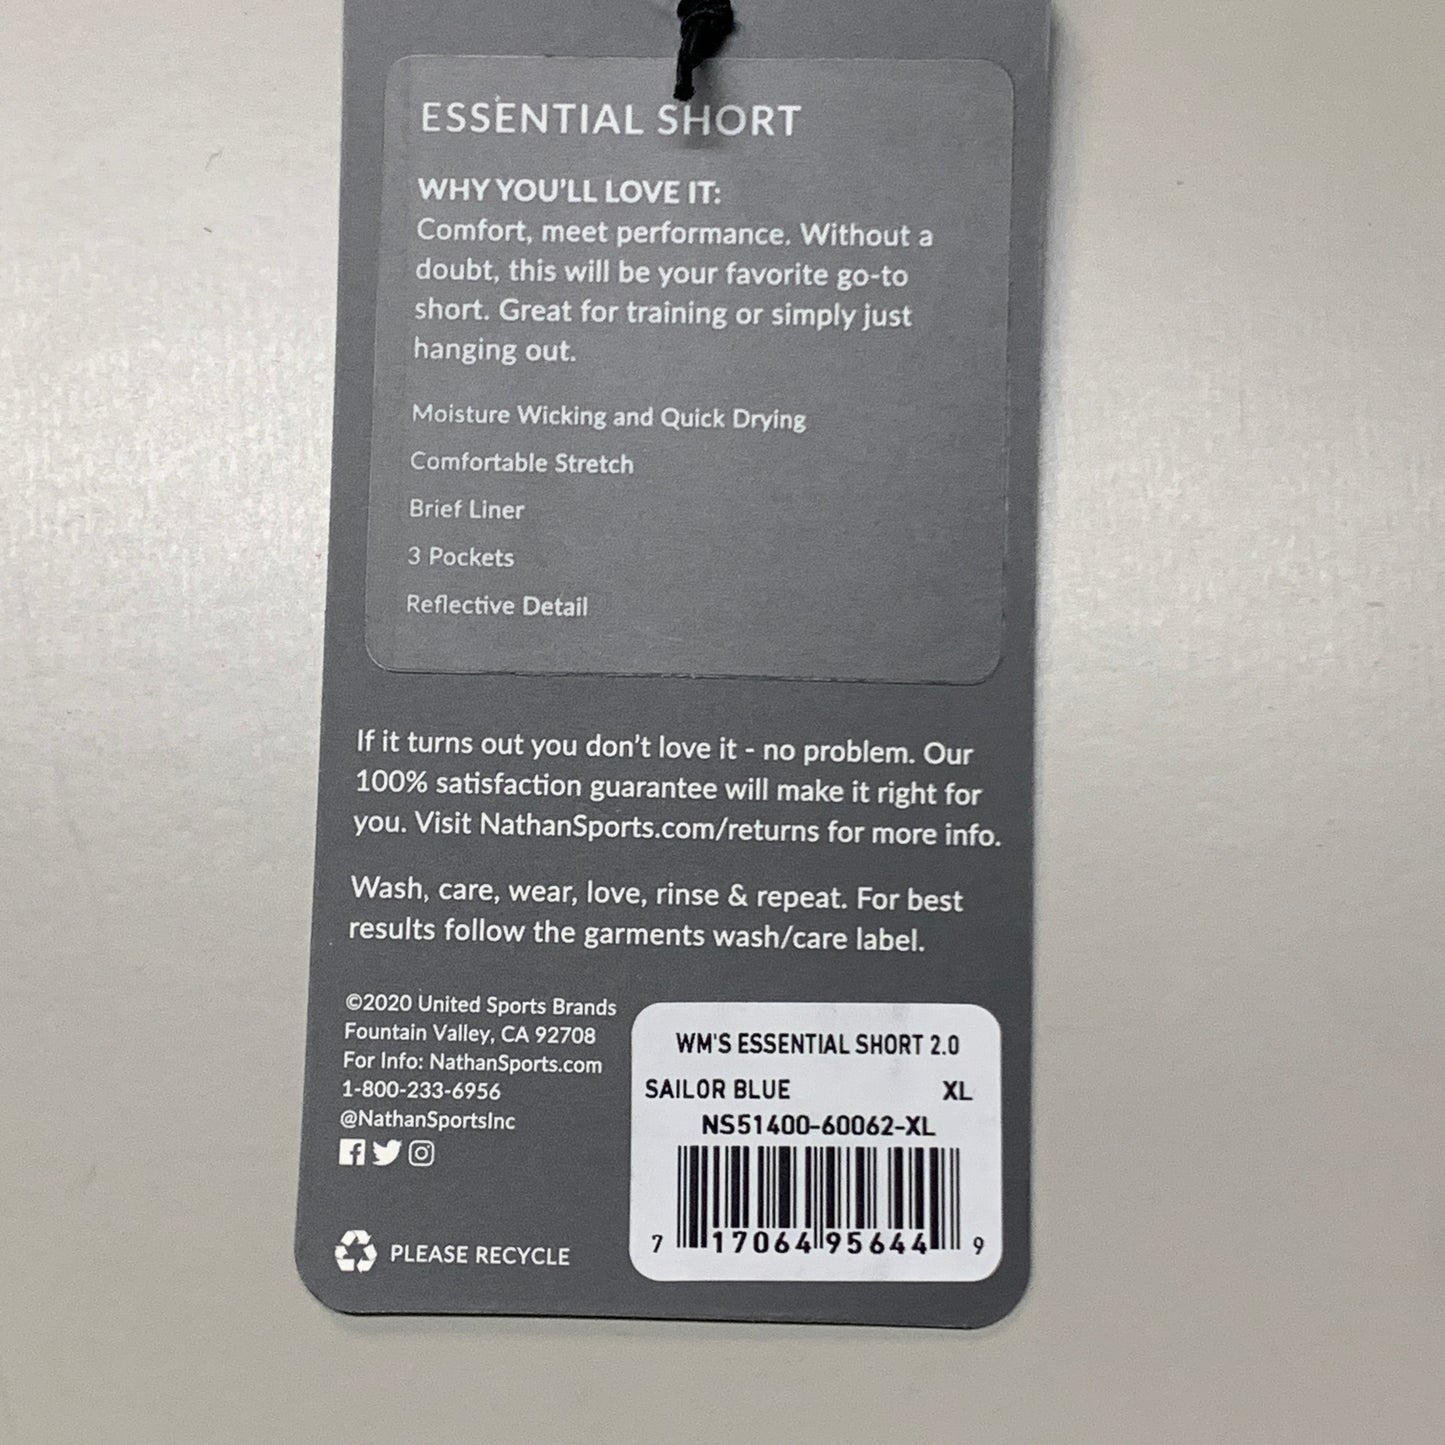 ESSENTIAL SHORT
WHY YOU'LL LOVE IT:
Comfort, meet performance. Without a
doubt, this will be your favorite go-to
short. Great for training or simply just
hanging out.
Moisture Wicking and Quick Drying
Comfortable Stretch
Brief Liner
3 Pockets
Reflective Detail
If it turns out you don't love it - no problem. Our
100% satisfaction guarantee will make it right for
you. Visit NathanSports.com/returns for more info.
Wash, care, wear, love, rinse & repeat. For best
results follow the garments wash/care label.
©2020 United Sports Brands
Fountain Valley, CA 92708
For Info: NathanSports.com
1-800-233-6956
@NathanSportsInc
PLEASE RECYCLE
WM'S ESSENTIAL SHORT 2.0
SAILOR BLUE XL
NS51400-60062-XL
7 17064 95644 9